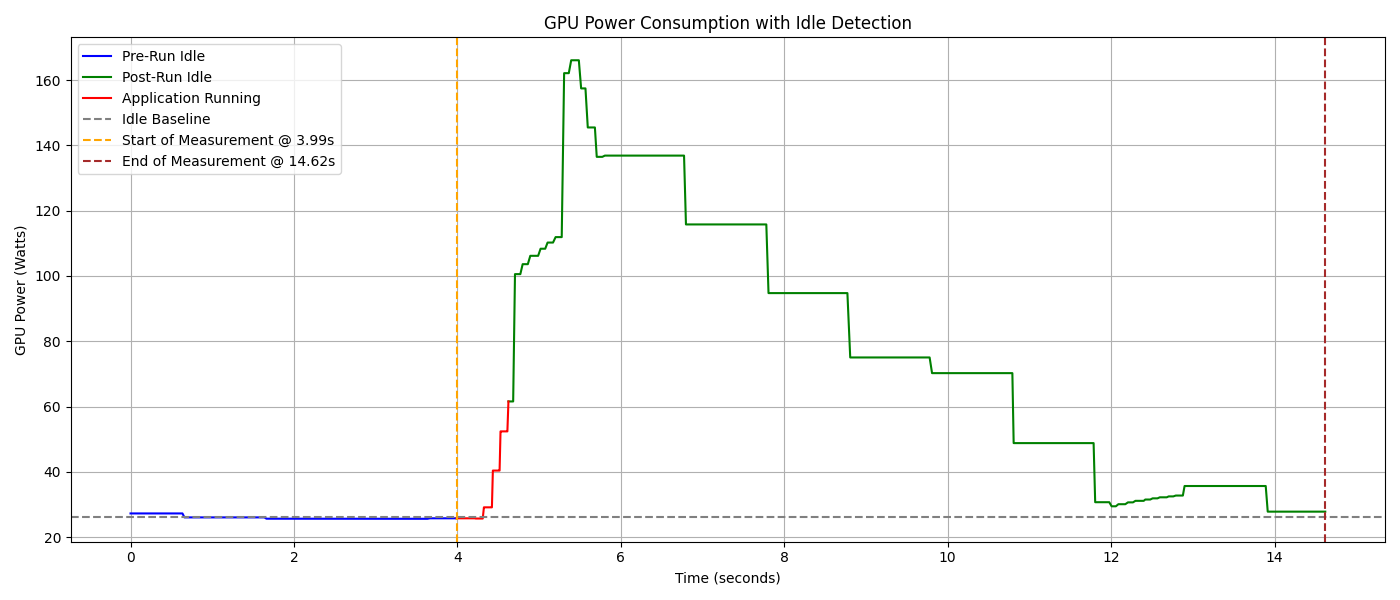 GPU Power Consumption with Idle Detection
Pre-Run Idle
Post-Run Idle
Application Running
Idle Baseline
Start of Measurement @ 3.99s
End of Measurement @ 14.62s
GPU Power (Watts)
160
140
120
100
80
60
40
20
0 2 4 6 8 10 12 14
Time (seconds)